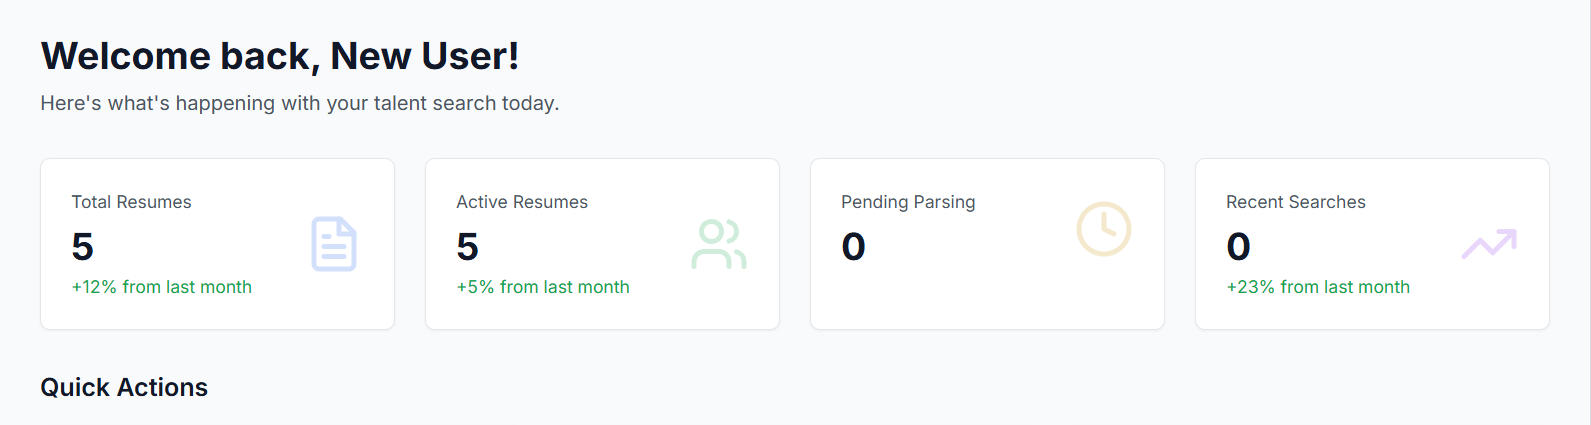 Welcome back, New User!
Here's what's happening with your talent search today.
Total Resumes
5
+12% from last month
Active Resumes
5
+5% from last month
Pending Parsing
0
Recent Searches
0
+23% from last month
Quick Actions